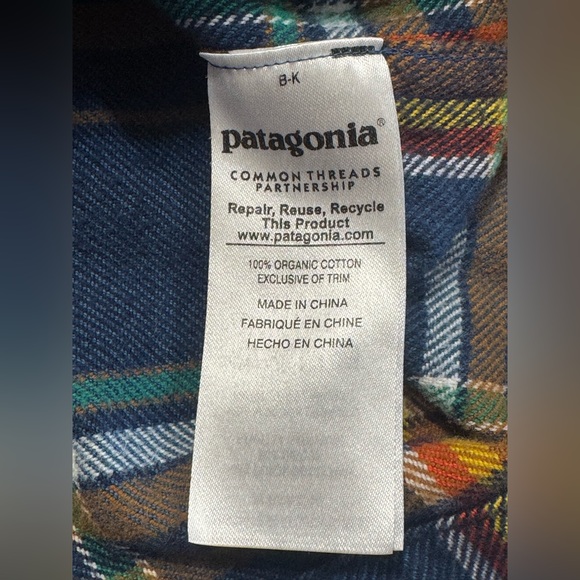 B-K
patagonia®
COMMON THREADS
PARTNERSHIP
Repair, Reuse, Recycle
This Product
www.patagonia.com
100% ORGANIC COTTON
EXCLUSIVE OF TRIM
MADE IN CHINA
FABRIQUÉ EN CHINE
HECHO EN CHINA